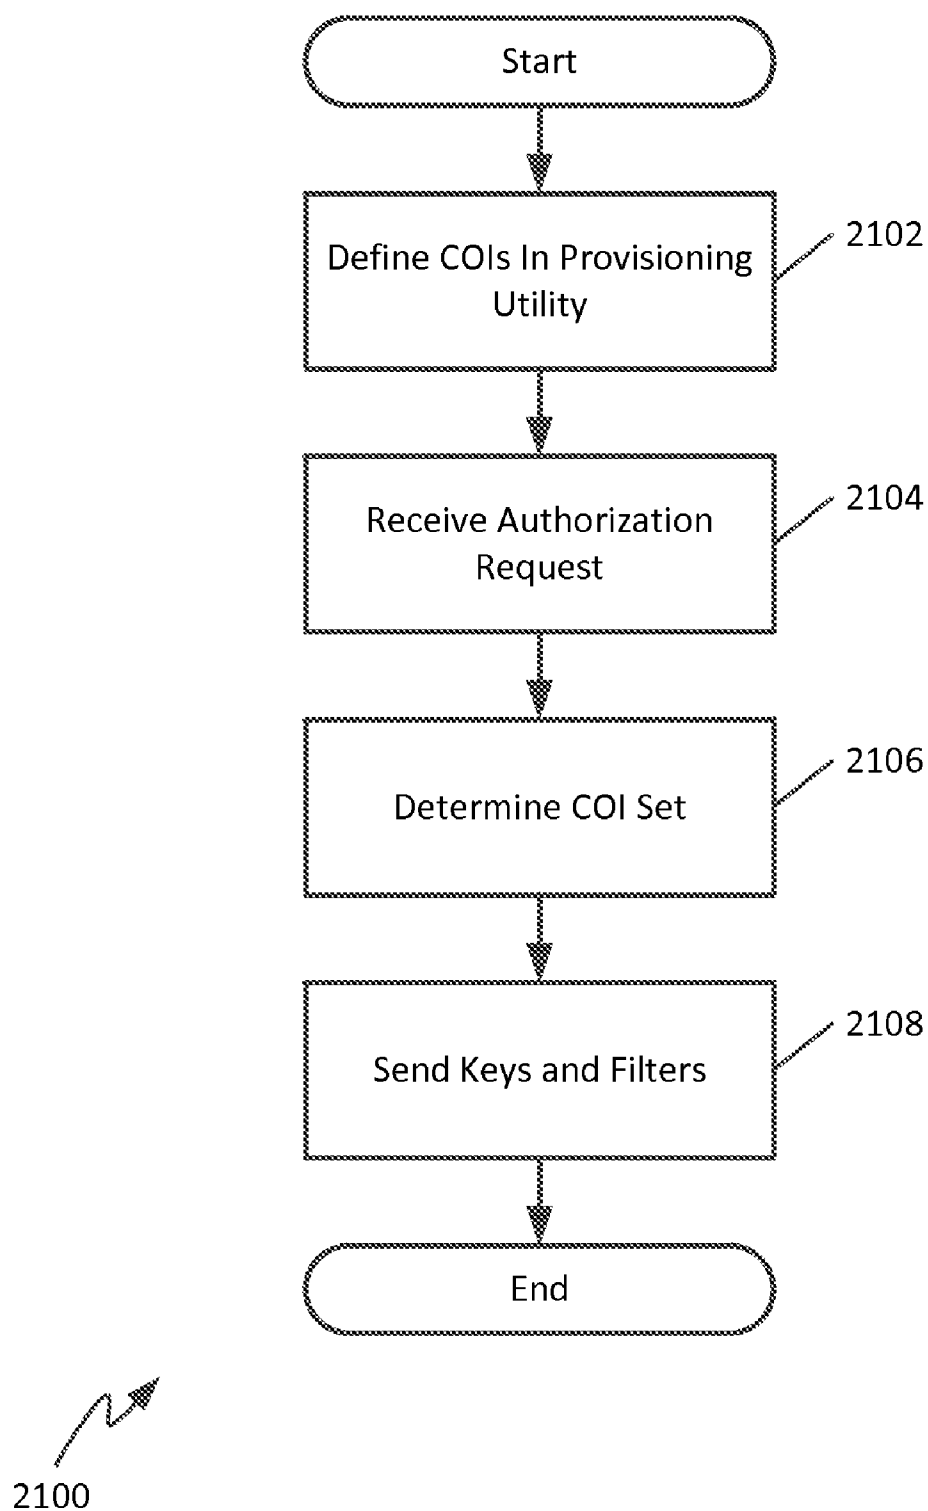 Start
Define COIs In Provisioning
Utility
2102
Receive Authorization
Request
2104
Determine COI Set
2106
Send Keys and Filters
2108
End
2100